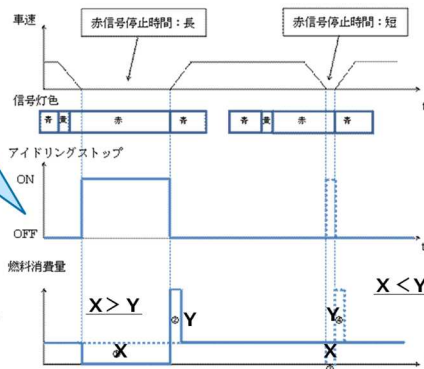 車速
赤信号停止時間：長
赤信号停止時間：短
t
信号灯色
青 黄 赤 青
青 黄 赤 青
アイドリングストップ
ON
OFF
t
燃料消費量
X > Y
X < Y
② Y
Y ④
X
X
t